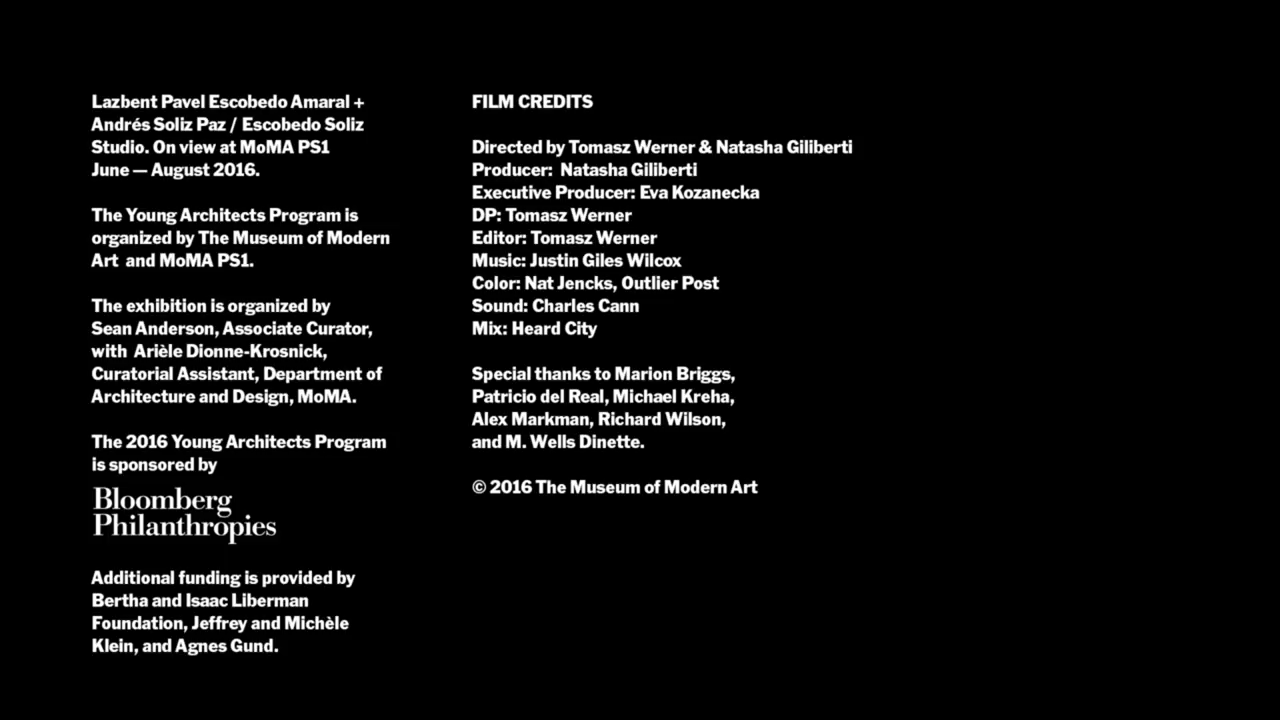 Lazbent Pavel Escobedo Amaral +
Andrés Soliz Paz / Escobedo Soliz
Studio. On view at MoMA PS1
June — August 2016.
The Young Architects Program is
organized by The Museum of Modern
Art and MoMA PS1.
The exhibition is organized by
Sean Anderson, Associate Curator,
with Arièle Dionne-Krosnick,
Curatorial Assistant, Department of
Architecture and Design, MoMA.
The 2016 Young Architects Program
is sponsored by
Bloomberg
Philanthropies
Additional funding is provided by
Bertha and Isaac Liberman
Foundation, Jeffrey and Michèle
Klein, and Agnes Gund.
FILM CREDITS
Directed by Tomasz Werner & Natasha Giliberti
Producer: Natasha Giliberti
Executive Producer: Eva Kozanecka
DP: Tomasz Werner
Editor: Tomasz Werner
Music: Justin Giles Wilcox
Color: Nat Jencks, Outlier Post
Sound: Charles Cann
Mix: Heard City
Special thanks to Marion Briggs,
Patricio del Real, Michael Kreha,
Alex Markman, Richard Wilson,
and M. Wells Dinette.
© 2016 The Museum of Modern Art